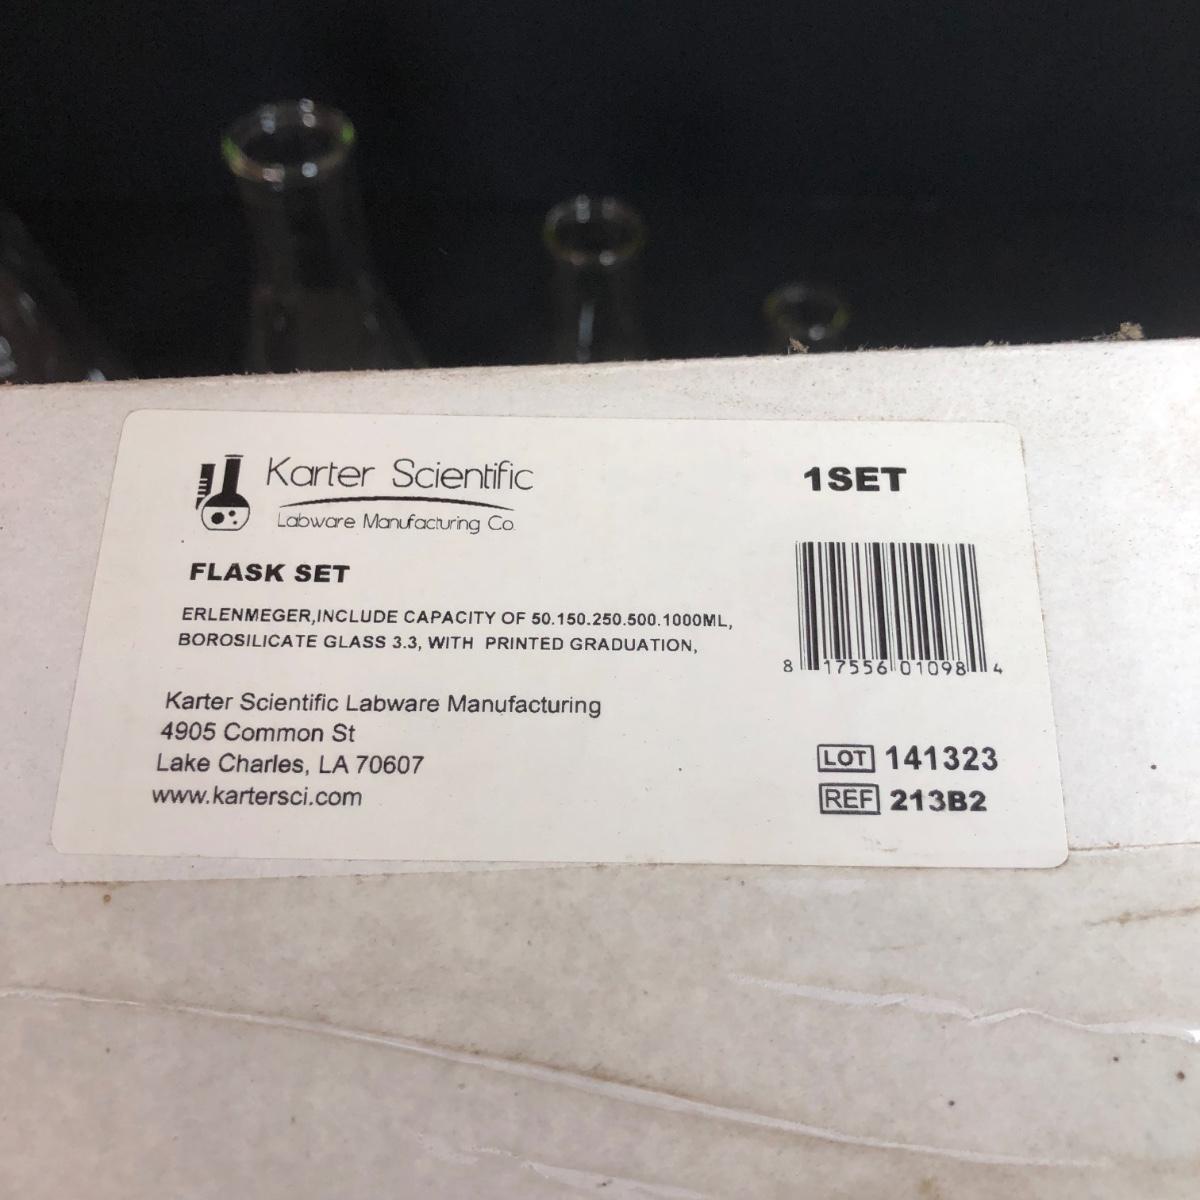 Karter Scientific
Labware Manufacturing Co.
1SET
FLASK SET
ERLENMEGER,INCLUDE CAPACITY OF 50.150.250.500.1000ML,
BOROSILICATE GLASS 3.3, WITH PRINTED GRADUATION,
8 17556 01098 4
Karter Scientific Labware Manufacturing
4905 Common St
Lake Charles, LA 70607
www.kartersci.com
LOT 141323
REF 213B2